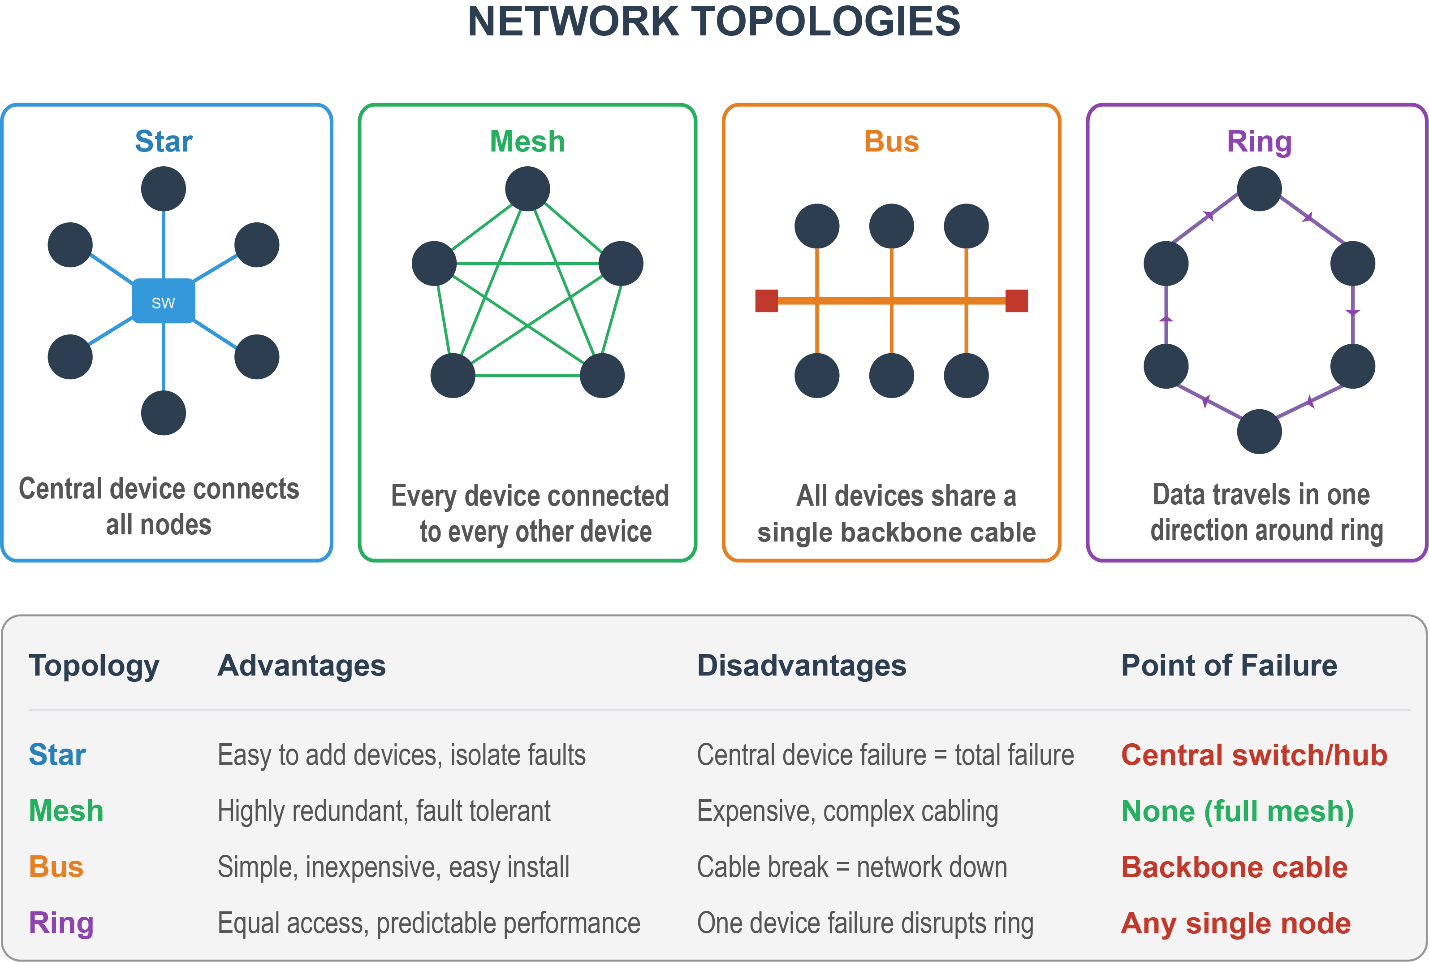 NETWORK TOPOLOGIES
Star
SW
Central device connects
all nodes
Mesh
Every device connected
to every other device
Bus
All devices share a
single backbone cable
Ring
Data travels in one
direction around ring
Topology Advantages Disadvantages Point of Failure
Star Easy to add devices, isolate faults Central device failure = total failure Central switch/hub
Mesh Highly redundant, fault tolerant Expensive, complex cabling None (full mesh)
Bus Simple, inexpensive, easy install Cable break = network down Backbone cable
Ring Equal access, predictable performance One device failure disrupts ring Any single node